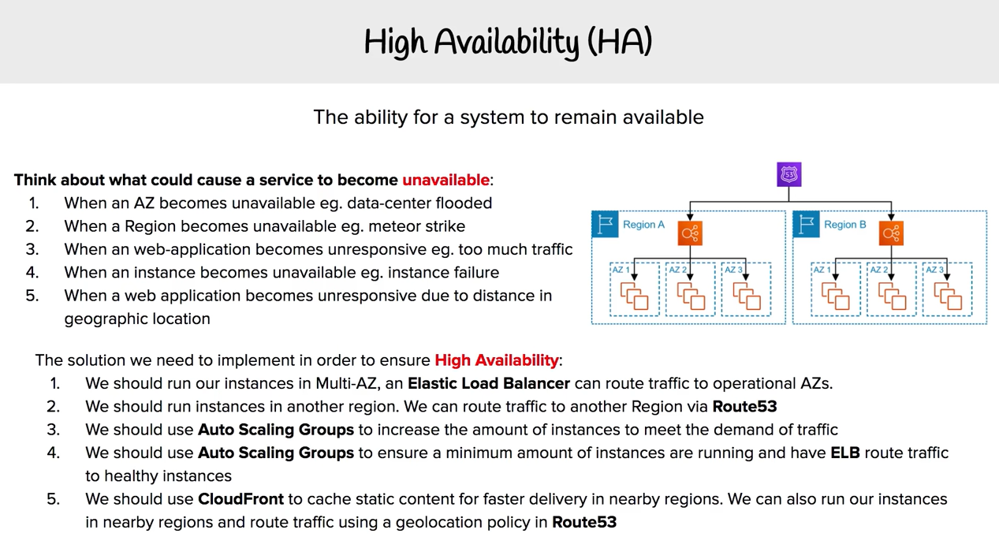 High Availability (HA)
The ability for a system to remain available
Think about what could cause a service to become unavailable:
1. When an AZ becomes unavailable eg. data-center flooded
2. When a Region becomes unavailable eg. meteor strike
3. When an web-application becomes unresponsive eg. too much traffic
4. When an instance becomes unavailable eg. instance failure
5. When a web application becomes unresponsive due to distance in
geographic location
53
Region A
AZ 1
AZ 2
AZ 3
Region B
AZ 1
AZ 2
AZ 3
The solution we need to implement in order to ensure High Availability:
1. We should run our instances in Multi-AZ, an Elastic Load Balancer can route traffic to operational AZs.
2. We should run instances in another region. We can route traffic to another Region via Route53
3. We should use Auto Scaling Groups to increase the amount of instances to meet the demand of traffic
4. We should use Auto Scaling Groups to ensure a minimum amount of instances are running and have ELB route traffic
to healthy instances
5. We should use CloudFront to cache static content for faster delivery in nearby regions. We can also run our instances
in nearby regions and route traffic using a geolocation policy in Route53